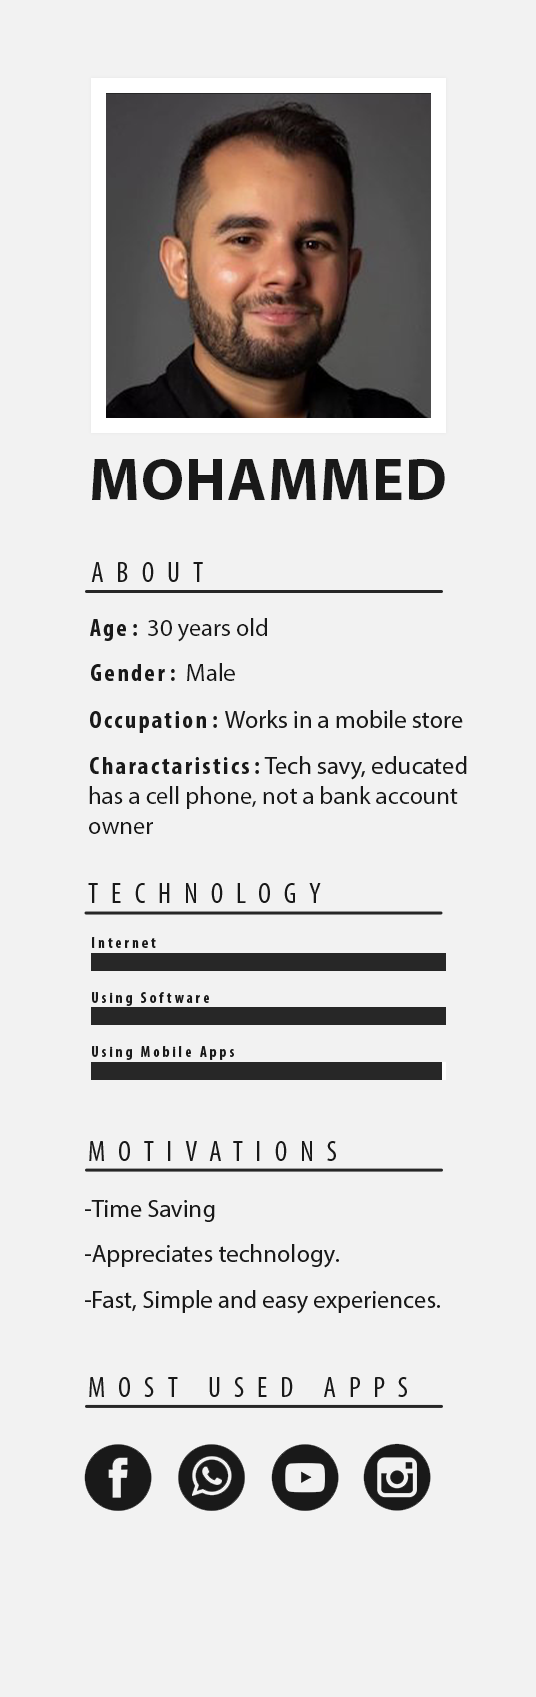 MOHAMMED
ABOUT
Age: 30 years old
Gender: Male
Occupation: Works in a mobile store
Charactaristics: Tech savy, educated
has a cell phone, not a bank account
owner
TECHNOLOGY
Internet
Using Software
Using Mobile Apps
MOTIVATIONS
-Time Saving
-Appreciates technology.
-Fast, Simple and easy experiences.
MOST USED APPS